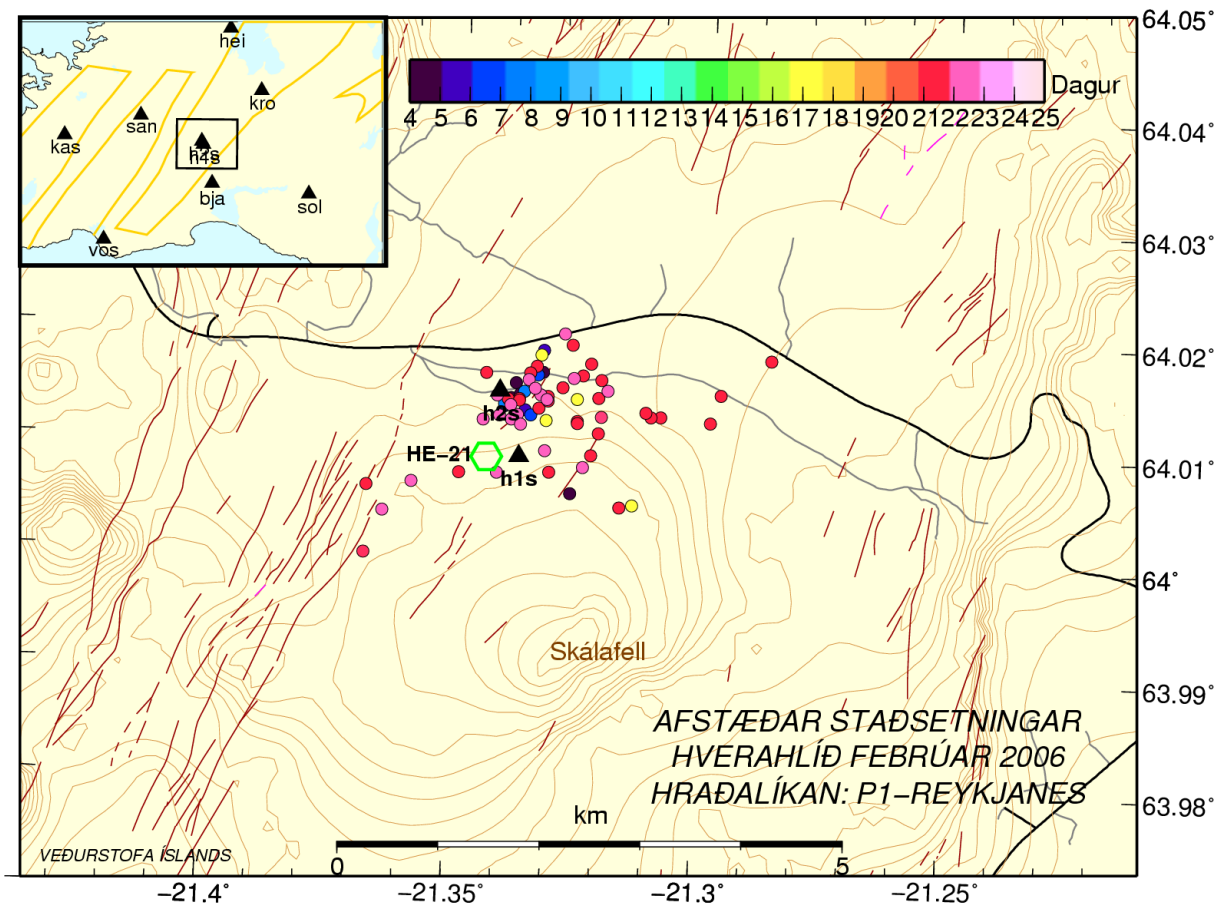 hei
kro
san
kas
h2s
h1s
bja
sol
vos
Dagur
4 5 6 7 8 9 10 11 12 13 14 15 16 17 18 19 20 21 22 23 24 25
64.05°
64.04°
64.03°
64.02°
64.01°
64°
63.99°
63.98°
h2s
HE−21
h1s
Skálafell
AFSTÆÐAR STAÐSETNINGAR
HVERAHLÍÐ FEBRÚAR 2006
HRAÐALÍKAN: P1−REYKJANES
km
0 5
VEÐURSTOFA ÍSLANDS
−21.4° −21.35° −21.3° −21.25°